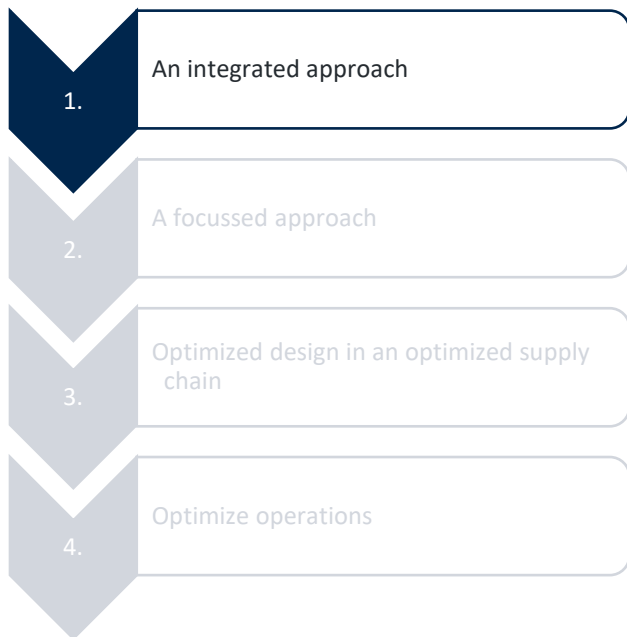 1.
An integrated approach
2.
A focussed approach
3.
Optimized design in an optimized supply
chain
4.
Optimize operations